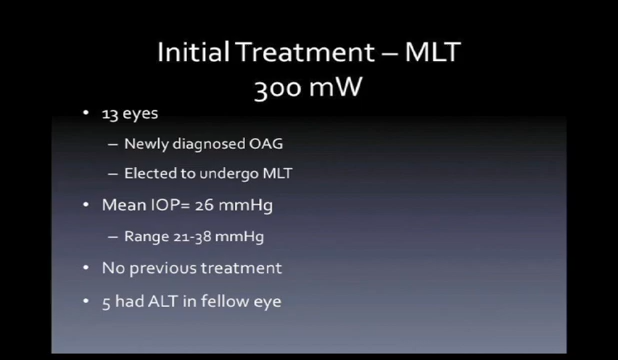 Initial Treatment – MLT
300 mW
• 13 eyes
– Newly diagnosed OAG
– Elected to undergo MLT
• Mean IOP= 26 mmHg
– Range 21-38 mmHg
• No previous treatment
• 5 had ALT in fellow eye